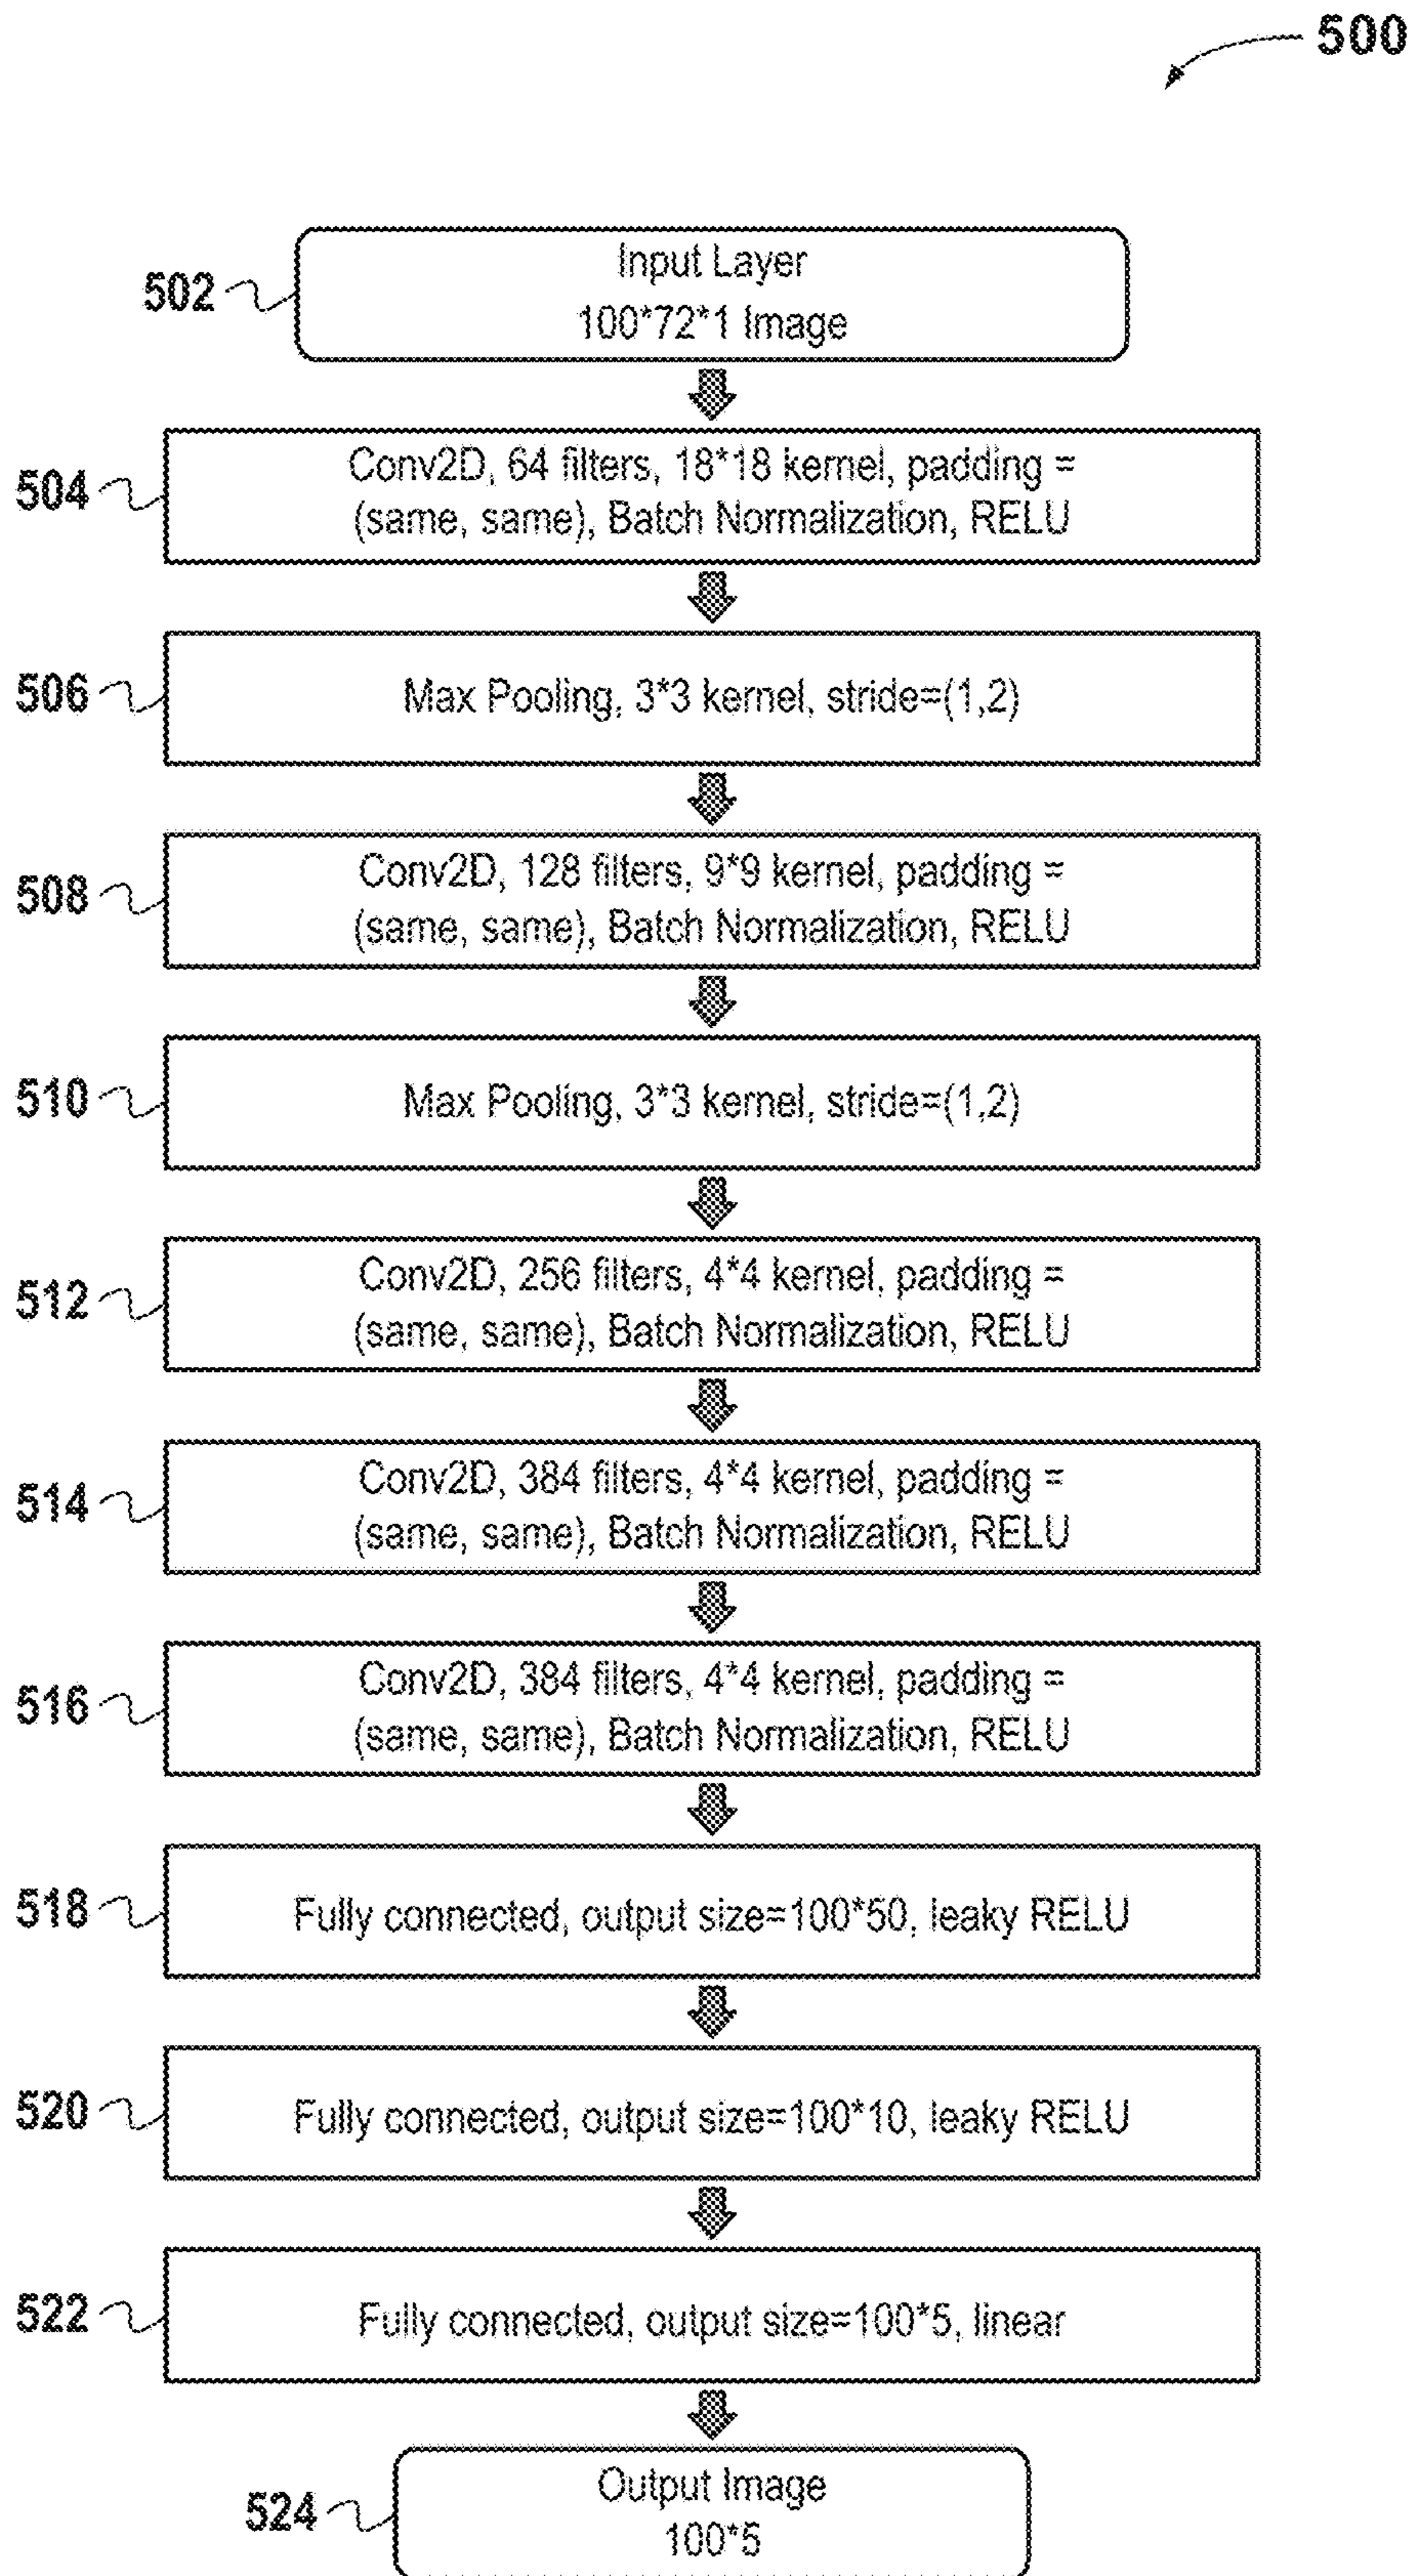 500
502
Input Layer
100*72*1 Image
504
Conv2D, 64 filters, 18*18 kernel, padding =
(same, same), Batch Normalization, RELU
506
Max Pooling, 3*3 kernel, stride=(1,2)
508
Conv2D, 128 filters, 9*9 kernel, padding =
(same, same), Batch Normalization, RELU
510
Max Pooling, 3*3 kernel, stride=(1,2)
512
Conv2D, 256 filters, 4*4 kernel, padding =
(same, same), Batch Normalization, RELU
514
Conv2D, 384 filters, 4*4 kernel, padding =
(same, same), Batch Normalization, RELU
516
Conv2D, 384 filters, 4*4 kernel, padding =
(same, same), Batch Normalization, RELU
518
Fully connected, output size=100*50, leaky RELU
520
Fully connected, output size=100*10, leaky RELU
522
Fully connected, output size=100*5, linear
524
Output Image
100*5